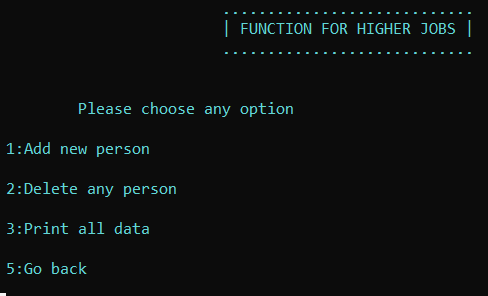 ............................
| FUNCTION FOR HIGHER JOBS |
............................
Please choose any option
1:Add new person
2:Delete any person
3:Print all data
5:Go back